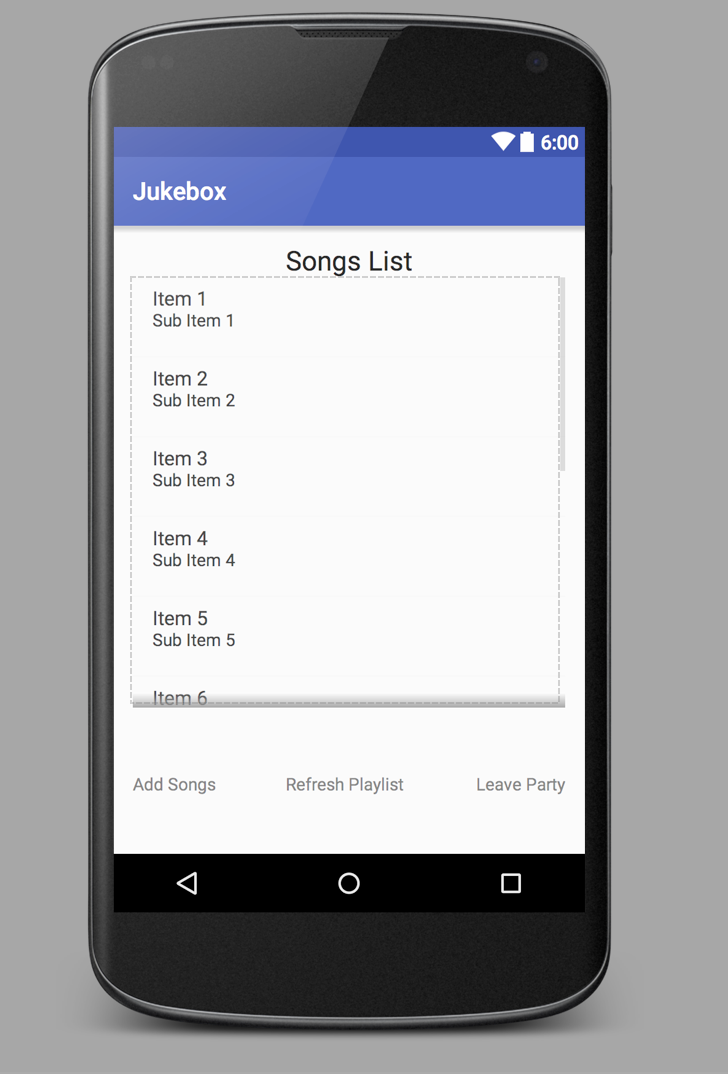 6:00
Jukebox
Songs List
Item 1
Sub Item 1
Item 2
Sub Item 2
Item 3
Sub Item 3
Item 4
Sub Item 4
Item 5
Sub Item 5
Item 6
Add Songs Refresh Playlist Leave Party